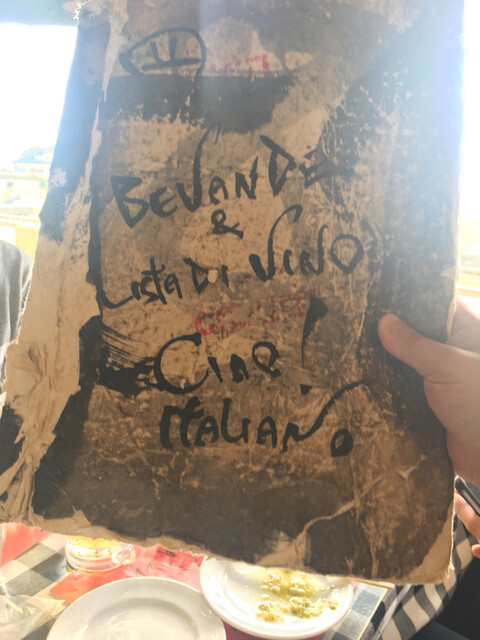 BEVANDE
&
Lista Di Vino
Ciao!
ITALIANO